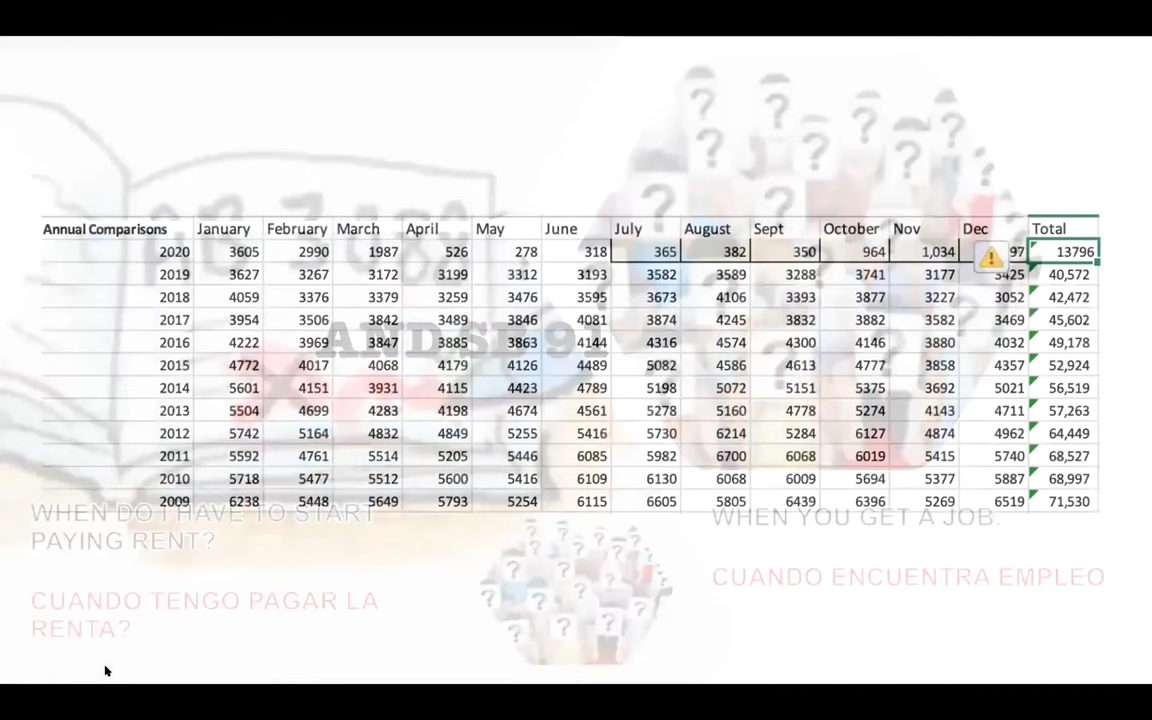 Annual Comparisons January February March April May June July August Sept October Nov Dec Total
2020 3605 2990 1987 526 278 318 365 382 350 964 1,034 97 13796
2019 3627 3267 3172 3199 3312 3193 3582 3589 3288 3741 3177 3425 40,572
2018 4059 3376 3379 3259 3476 3595 3673 4106 3393 3877 3227 3052 42,472
2017 3954 3506 3842 3489 3846 4081 3874 4245 3832 3882 3582 3469 45,602
AND SB 91
2016 4222 3969 3847 3885 3863 4144 4316 4574 4300 4146 3880 4032 49,178
2015 4772 4017 4068 4179 4126 4489 5082 4586 4613 4777 3858 4357 52,924
2014 5601 4151 3931 4115 4423 4789 5198 5072 5151 5375 3692 5021 56,519
2013 5504 4699 4283 4198 4674 4561 5278 5160 4778 5274 4143 4711 57,263
2012 5742 5164 4832 4849 5255 5416 5730 6214 5284 6127 4874 4962 64,449
2011 5592 4761 5514 5205 5446 6085 5982 6700 6068 6019 5415 5740 68,527
2010 5718 5477 5512 5600 5416 6109 6130 6068 6009 5694 5377 5887 68,997
2009 6238 5448 5649 5793 5254 6115 6605 5805 6439 6396 5269 6519 71,530
WHEN DO I HAVE TO START
PAYING RENT?
CUANDO TENGO PAGAR LA
RENTA?
WHEN YOU GET A JOB.
CUANDO ENCUENTRA EMPLEO